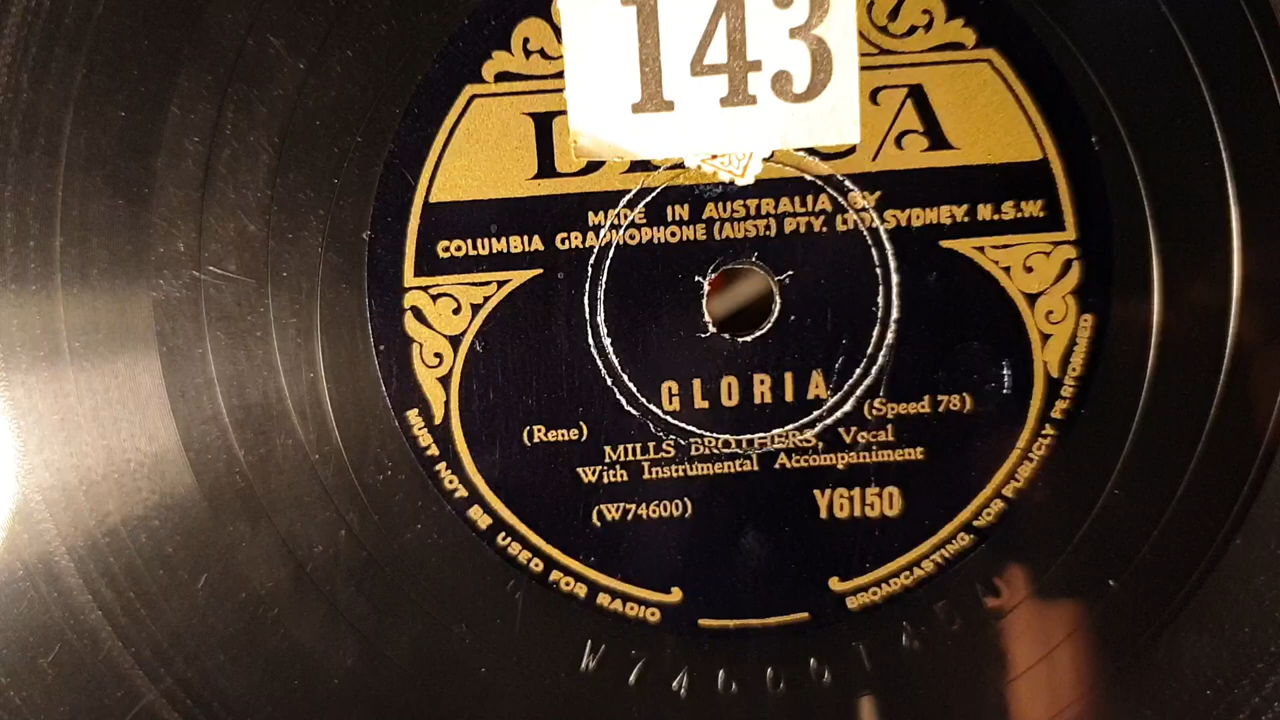 143
MADE IN AUSTRALIA BY
COLUMBIA GRAPHOPHONE (AUST.) PTY. LTD. SYDNEY. N.S.W.
GLORIA
(Speed 78)
(Rene)
MILLS BROTHERS, Vocal
With Instrumental Accompaniment
(W74600) Y6150
MUST NOT BE USED FOR RADIO
BROADCASTING, NOR PUBLICLY PERFORMED